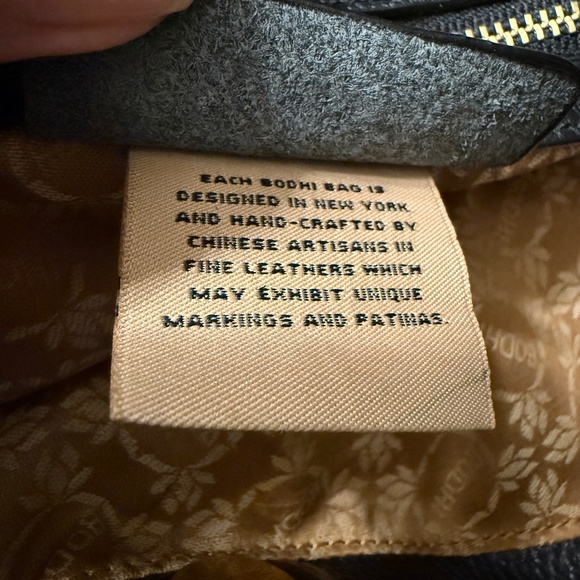 EACH BODHI BAG IS
DESIGNED IN NEW YORK
AND HAND-CRAFTED BY
CHINESE ARTISANS IN
FINE LEATHERS WHICH
MAY EXHIBIT UNIQUE
MARKINGS AND PATINAS.
BODHI